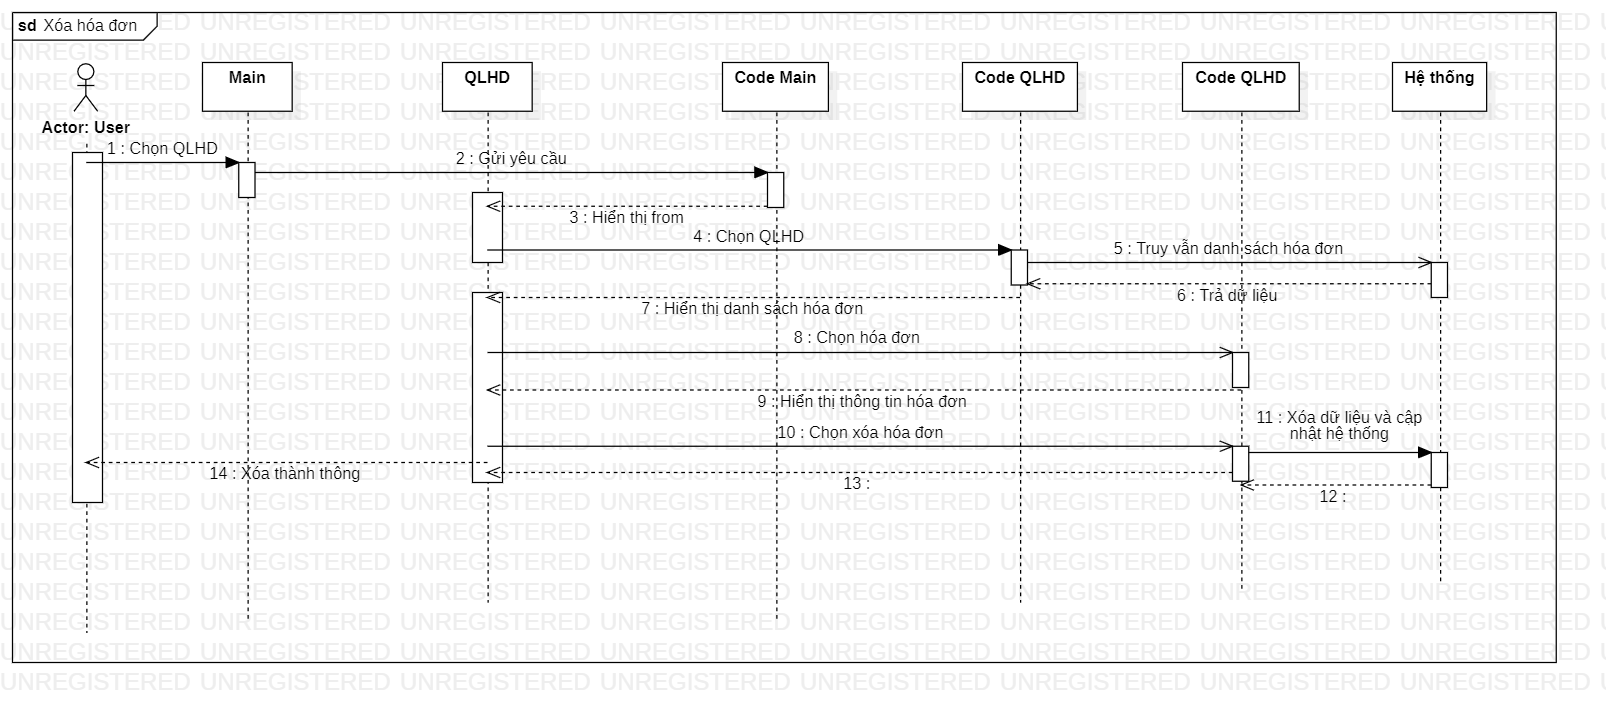 sd Xóa hóa đơn
Main
QLHD
Code Main
Code QLHD
Code QLHD
Hệ thống
Actor: User
1 : Chọn QLHD
2 : Gửi yêu cầu
3 : Hiển thị from
4 : Chọn QLHD
5 : Truy vẫn danh sách hóa đơn
6 : Trả dữ liệu
7 : Hiển thị danh sách hóa đơn
8 : Chọn hóa đơn
9 : Hiển thị thông tin hóa đơn
10 : Chọn xóa hóa đơn
11 : Xóa dữ liệu và cập
nhật hệ thống
12 :
13 :
14 : Xóa thành thông
UNREGISTERED